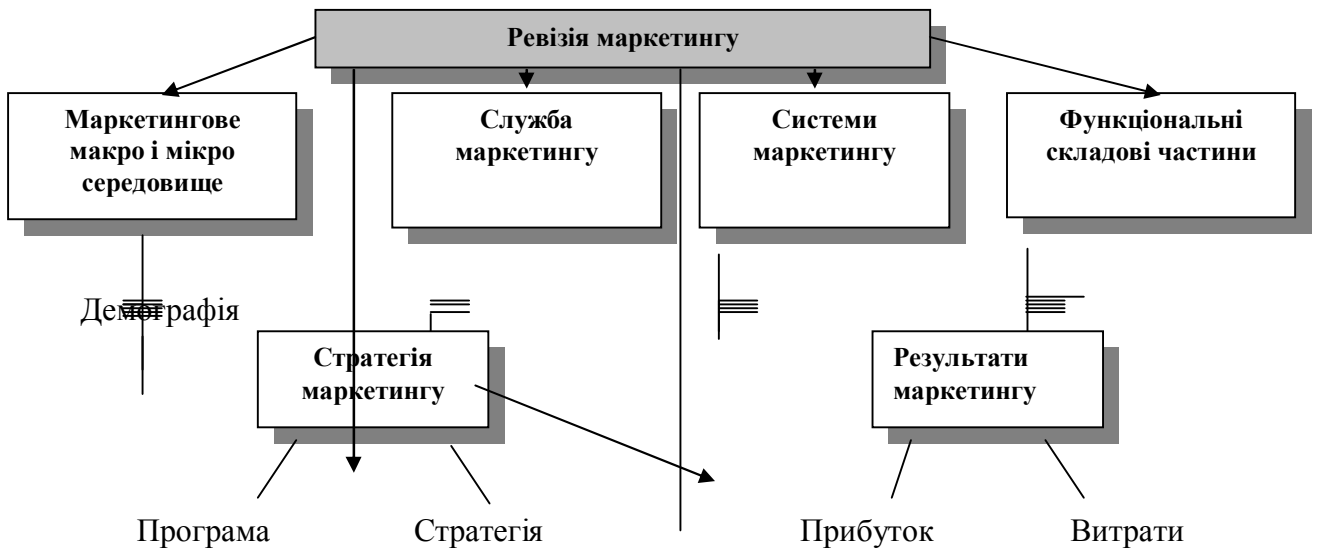 Ревізія маркетингу
Маркетингове
макро і мікро
середовище
Служба
маркетингу
Системи
маркетингу
Функціональні
складові частини
Демографія
Стратегія
маркетингу
Результати
маркетингу
Програма
Стратегія
Прибуток
Витрати